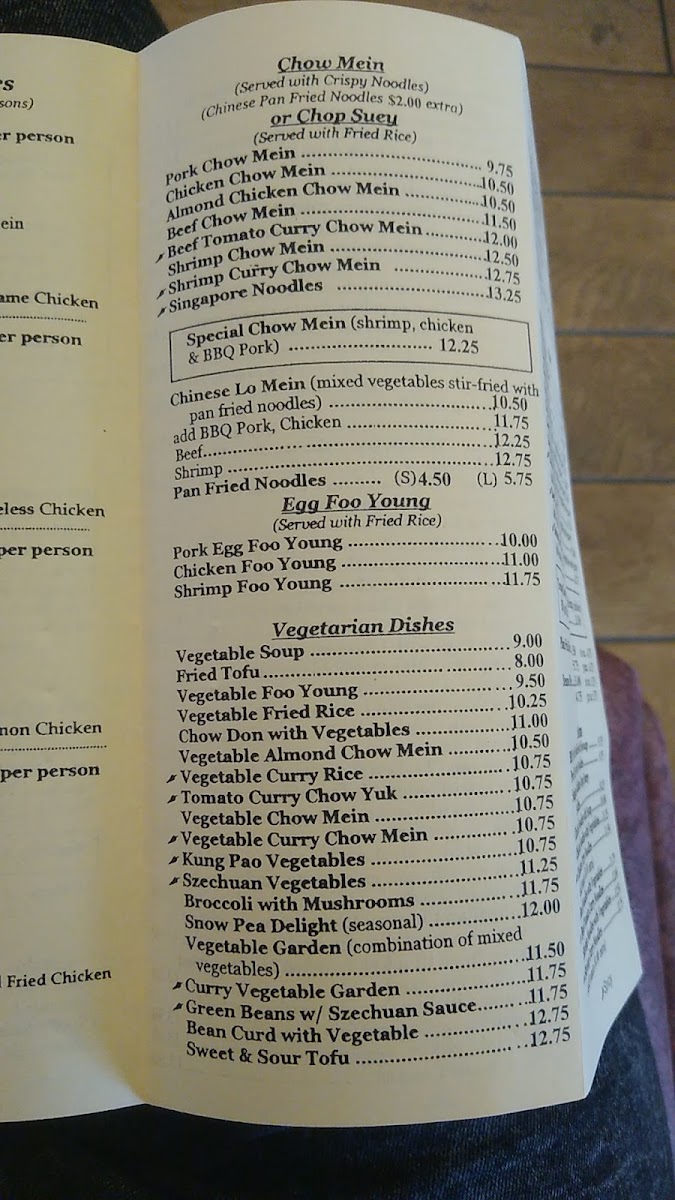 es
sons)
er person
ein
ame Chicken
er person
eless Chicken
per person
non Chicken
per person
l Fried Chicken
Chow Mein
(Served with Crispy Noodles)
(Chinese Pan Fried Noodles $2.00 extra)
or Chop Suey
(Served with Fried Rice)
Pork Chow Mein ........ 9.75
Chicken Chow Mein ........ 10.50
Almond Chicken Chow Mein ........ 10.50
Beef Chow Mein ........ 11.50
Beef Tomato Curry Chow Mein ........ 12.00
Shrimp Chow Mein ........ 12.50
Shrimp Curry Chow Mein ........ 12.75
Singapore Noodles ........ 13.25
Special Chow Mein (shrimp, chicken
& BBQ Pork) ........ 12.25
Chinese Lo Mein (mixed vegetables stir-fried with
pan fried noodles) ........ 10.50
add BBQ Pork, Chicken ........ 11.75
Beef ........ 12.25
Shrimp ........ 12.75
Pan Fried Noodles ......... (S)4.50 (L) 5.75
Egg Foo Young
(Served with Fried Rice)
Pork Egg Foo Young ........ 10.00
Chicken Foo Young ........ 11.00
Shrimp Foo Young ........ 11.75
Vegetarian Dishes
Vegetable Soup ........ 9.00
Fried Tofu ........ 8.00
Vegetable Foo Young ........ 9.50
Vegetable Fried Rice ........ 10.25
Chow Don with Vegetables ........ 11.00
Vegetable Almond Chow Mein ........ 10.50
Vegetable Curry Rice ........ 10.75
Tomato Curry Chow Yuk ........ 10.75
Vegetable Chow Mein ........ 10.75
Vegetable Curry Chow Mein ........ 10.75
Kung Pao Vegetables ........ 10.75
Szechuan Vegetables ........ 11.25
Broccoli with Mushrooms ........ 11.75
Snow Pea Delight (seasonal) ........ 12.00
Vegetable Garden (combination of mixed
vegetables) ........ 11.50
Curry Vegetable Garden ........ 11.75
Green Beans w/ Szechuan Sauce ........ 11.75
Bean Curd with Vegetable ........ 12.75
Sweet & Sour Tofu ........ 12.75